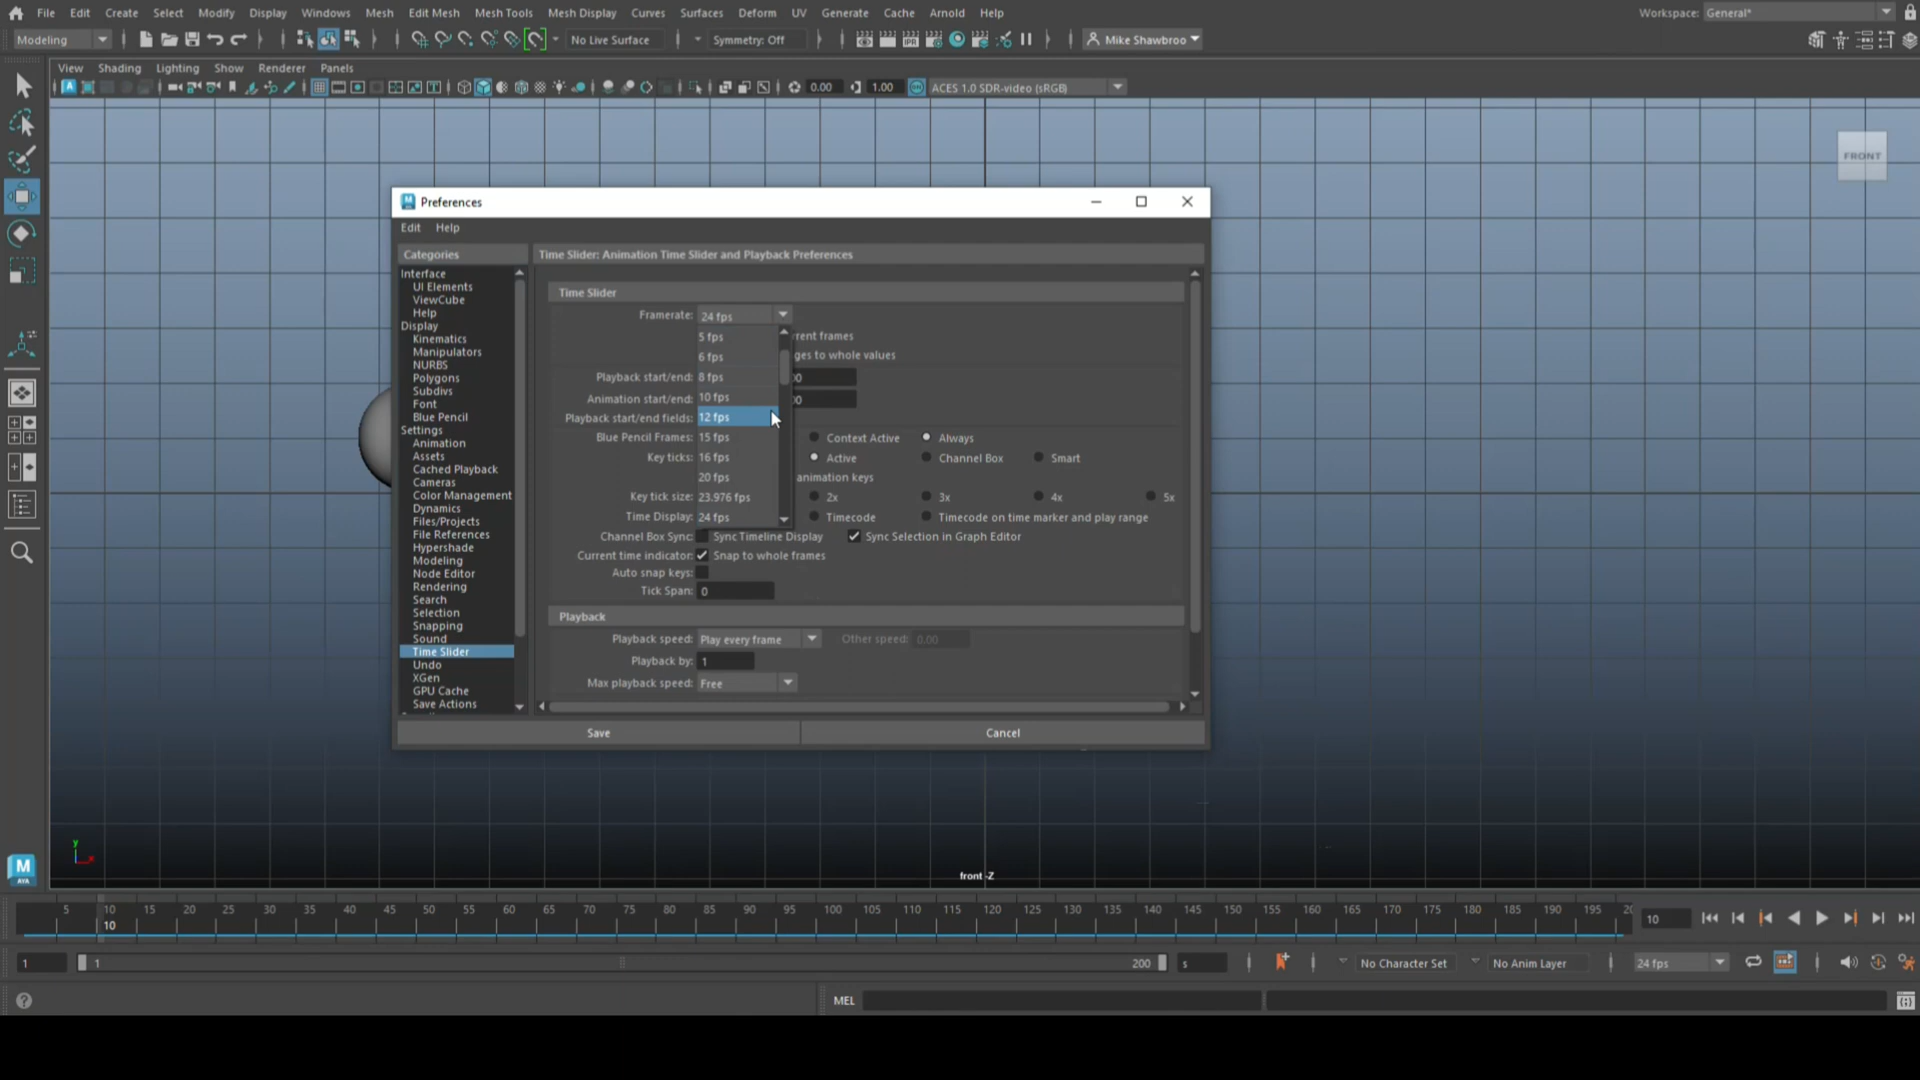 File Edit Create Select Modify Display Windows Mesh Edit Mesh Mesh Tools Mesh Display Curves Surfaces Deform UV Generate Cache Arnold Help Workspace: General*
Modeling No Live Surface Symmetry: Off Mike Shawbroo
View Shading Lighting Show Renderer Panels
0.00 1.00 ACES 1.0 SDR-video (sRGB)
FRONT
Preferences
Edit Help
Categories
Interface
UI Elements
ViewCube
Help
Display
Kinematics
Manipulators
NURBS
Polygons
Subdivs
Font
Blue Pencil
Settings
Animation
Assets
Cached Playback
Cameras
Color Management
Dynamics
Files/Projects
File References
Hypershade
Modeling
Node Editor
Rendering
Search
Selection
Snapping
Sound
Time Slider
Undo
XGen
GPU Cache
Save Actions
Time Slider: Animation Time Slider and Playback Preferences
Time Slider
Framerate: 24 fps
5 fps rent frames
6 fps ges to whole values
Playback start/end: 8 fps 00
Animation start/end: 10 fps 00
Playback start/end fields: 12 fps
Blue Pencil Frames: 15 fps Context Active Always
Key ticks: 16 fps Active Channel Box Smart
20 fps animation keys
Key tick size: 23.976 fps 2x 3x 4x 5x
Time Display: 24 fps Timecode Timecode on time marker and play range
Channel Box Sync: Sync Timeline Display Sync Selection in Graph Editor
Current time indicator: Snap to whole frames
Auto snap keys:
Tick Span: 0
Playback
Playback speed: Play every frame Other speed: 0.00
Playback by: 1
Max playback speed: Free
Save Cancel
y
x
M
AYA
front -Z
5 10 15 20 25 30 35 40 45 50 55 60 65 70 75 80 85 90 95 100 105 110 115 120 125 130 135 140 145 150 155 160 165 170 175 180 185 190 195 20
10 10
1 1 200 s No Character Set No Anim Layer 24 fps
MEL